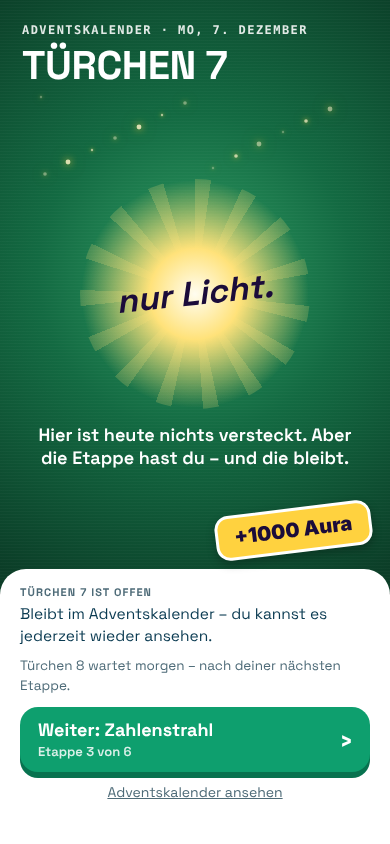 ADVENTSKALENDER · MO, 7. DEZEMBER
TÜRCHEN 7
nur Licht.
Hier ist heute nichts versteckt. Aber
die Etappe hast du – und die bleibt.
+1000 Aura
TÜRCHEN 7 IST OFFEN
Bleibt im Adventskalender – du kannst es
jederzeit wieder ansehen.
Türchen 8 wartet morgen – nach deiner nächsten
Etappe.
Weiter: Zahlenstrahl
Etappe 3 von 6
>
Adventskalender ansehen